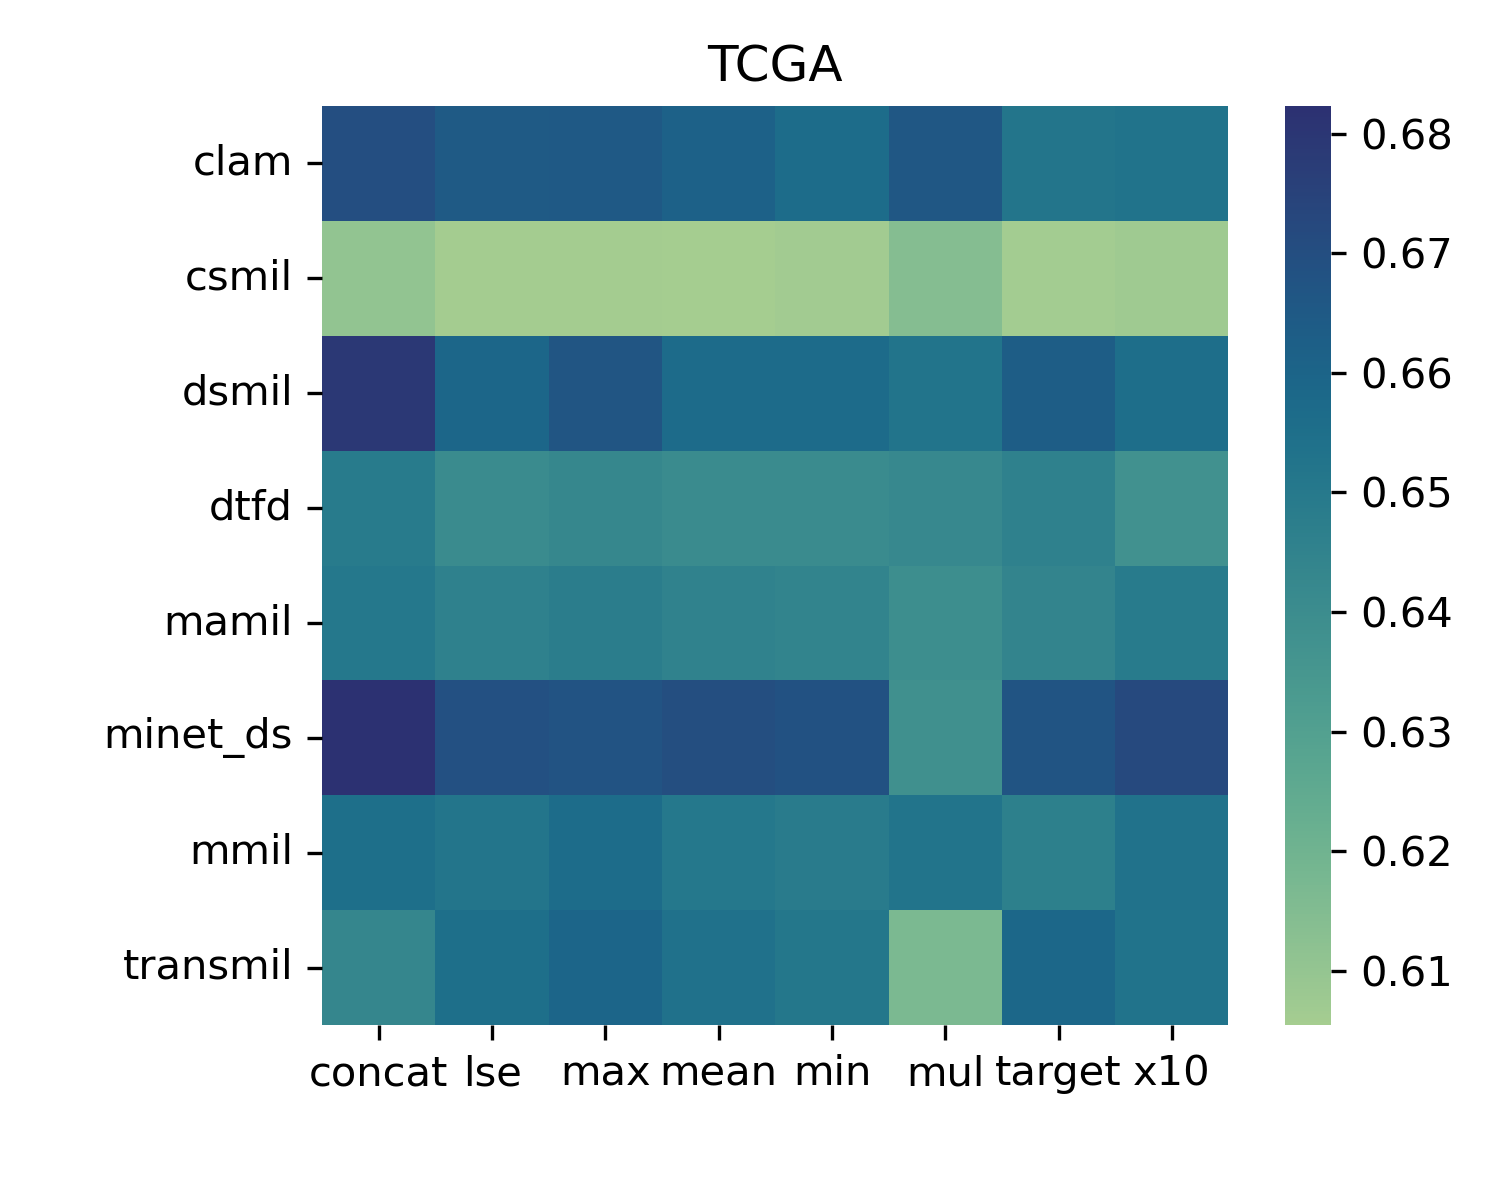 TCGA
clam
csmil
dsmil
dtfd
mamil
minet_ds
mmil
transmil
concat lse max mean min mul target x10
0.68
0.67
0.66
0.65
0.64
0.63
0.62
0.61